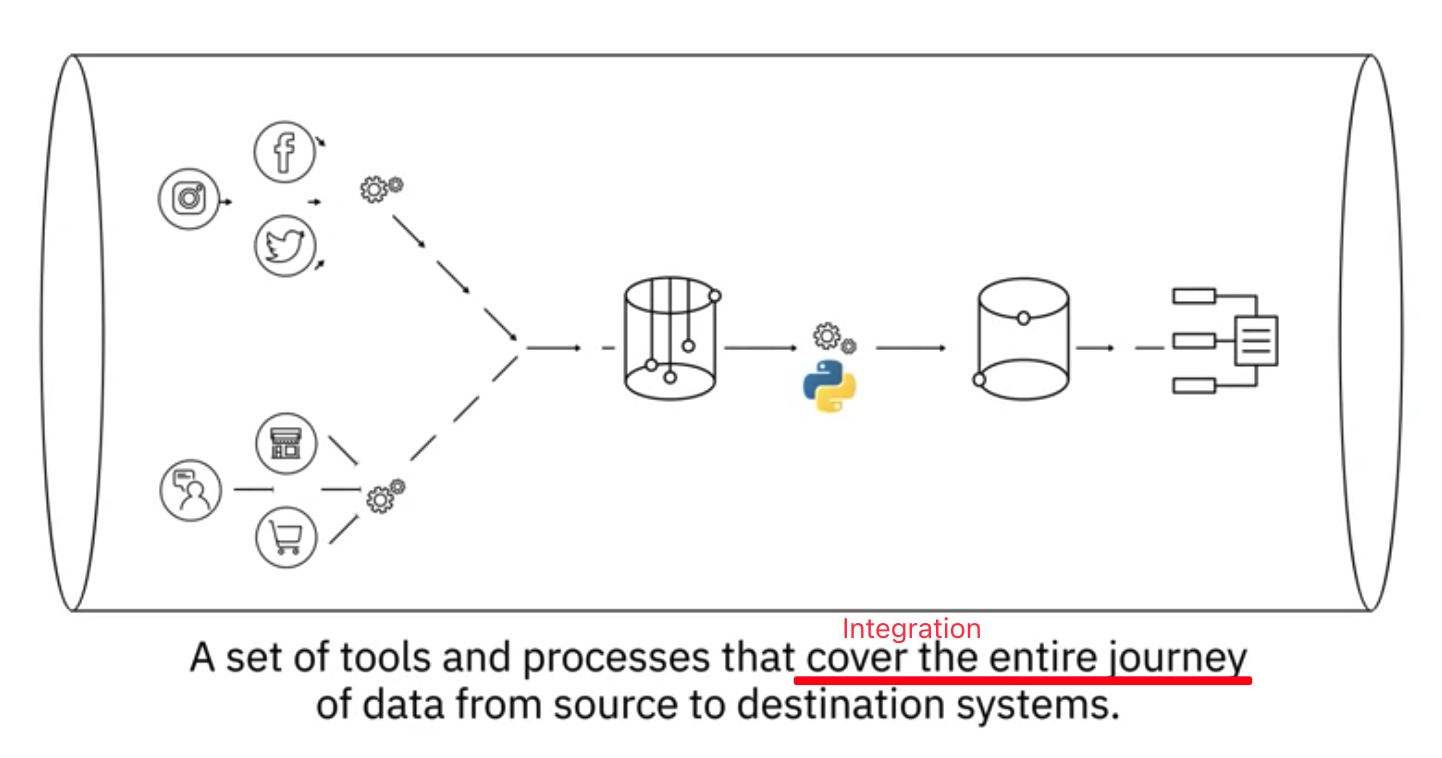 Integration
A set of tools and processes that cover the entire journey
of data from source to destination systems.